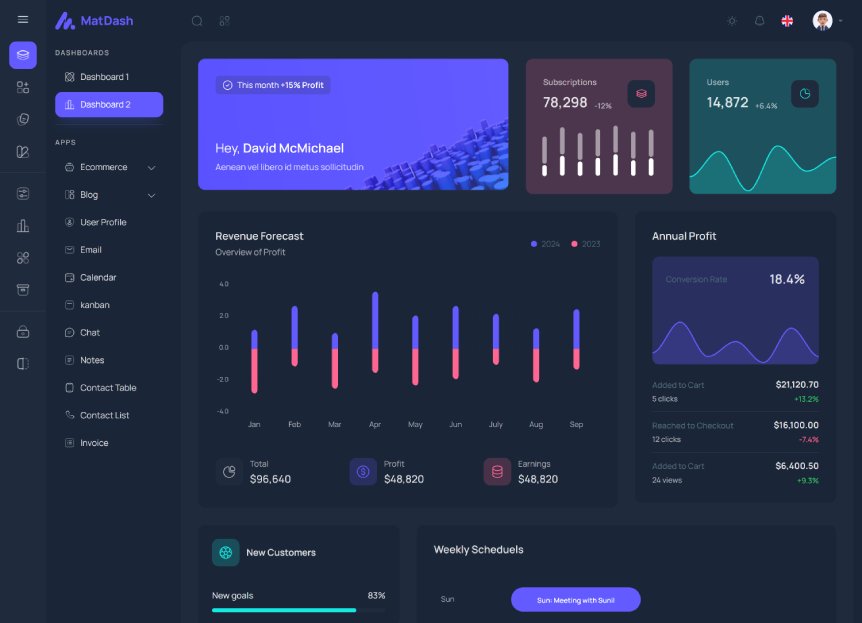 MatDash
DASHBOARDS
Dashboard 1
Dashboard 2
APPS
Ecommerce
Blog
User Profile
Email
Calendar
kanban
Chat
Notes
Contact Table
Contact List
Invoice
This month +15% Profit
Hey, David McMichael
Aenean vel libero id metus sollicitudin
Subscriptions
78,298 -12%
Users
14,872 +6.4%
Revenue Forecast
Overview of Profit
2024 2023
4.0
2.0
0.0
-2.0
-4.0
Jan Feb Mar Apr May Jun July Aug Sep
Total
$96,640
Profit
$48,820
Earnings
$48,820
Annual Profit
Conversion Rate 18.4%
Added to Cart $21,120.70
5 clicks +13.2%
Reached to Checkout $16,100.00
12 clicks -7.4%
Added to Cart $6,400.50
24 views +9.3%
New Customers
New goals 83%
Weekly Scheduels
Sun Sun: Meeting with Sunil